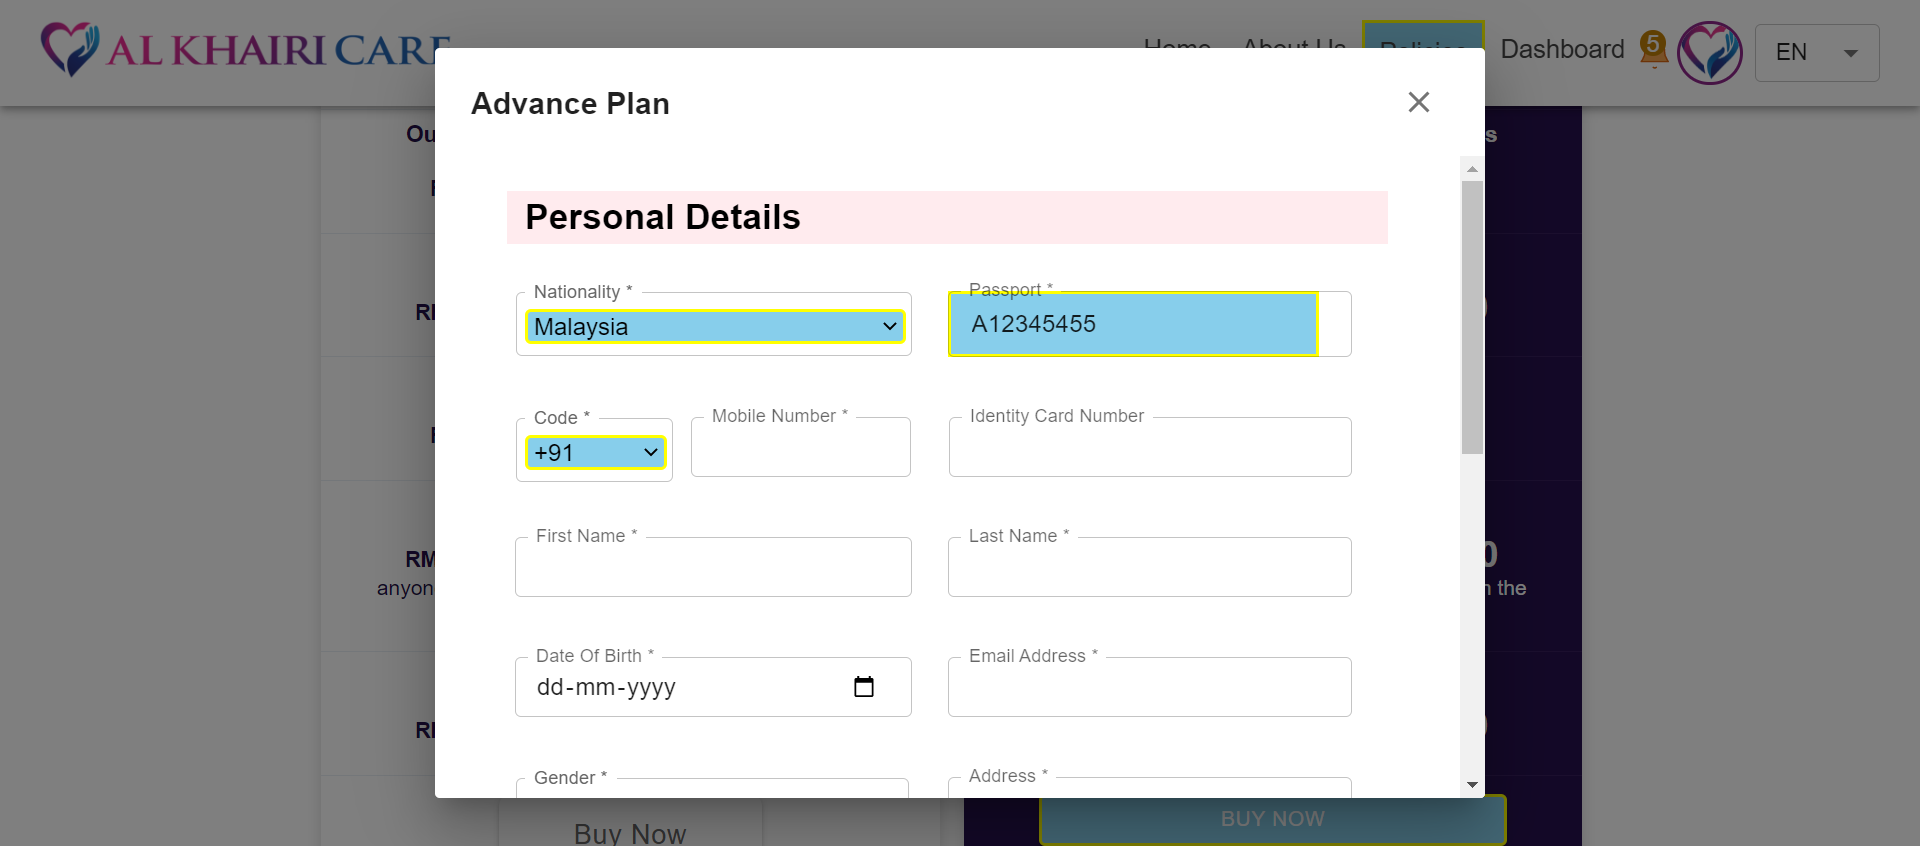 AL KHAIRI CARE
Home About Us Policies Dashboard 5 EN
Advance Plan
Personal Details
Nationality *
Malaysia
Passport *
A12345455
Code *
+91
Mobile Number *
Identity Card Number
First Name *
Last Name *
Date Of Birth *
dd-mm-yyyy
Email Address *
Gender *
Address *
Ou
s
RM
anyon
0
the
Buy Now
BUY NOW